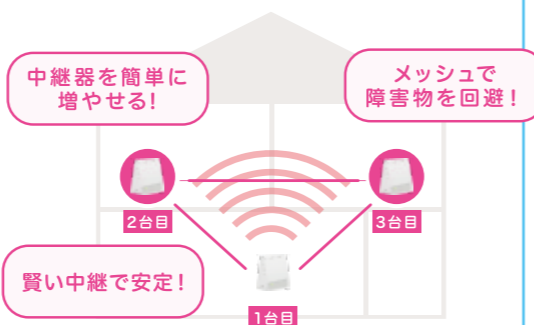 中継器を簡単に
増やせる！
メッシュで
障害物を回避！
2台目
3台目
賢い中継で安定！
1台目